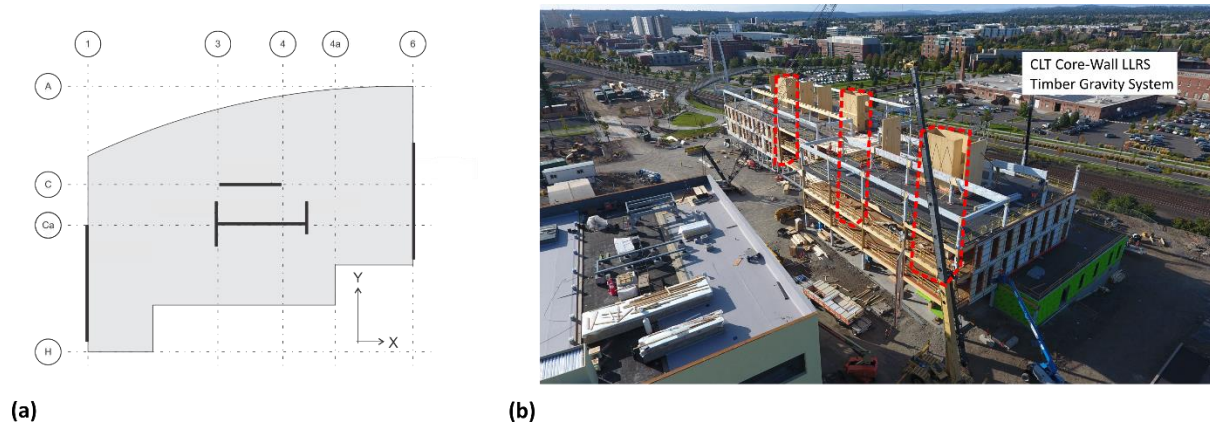 1
3
4
4a
6
A
C
Ca
H
Y
X
CLT Core-Wall LLRS
Timber Gravity System
(a)
(b)